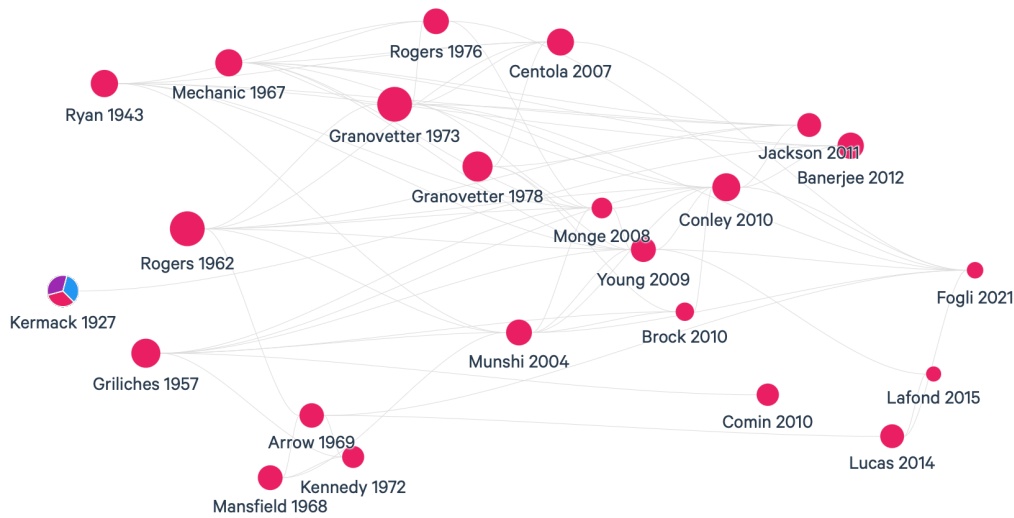 Rogers 1976
Centola 2007
Mechanic 1967
Ryan 1943
Granovetter 1973
Jackson 2011
Banerjee 2012
Granovetter 1978
Conley 2010
Monge 2008
Rogers 1962
Young 2009
Fogli 2021
Kermack 1927
Brock 2010
Munshi 2004
Griliches 1957
Lafond 2015
Comin 2010
Arrow 1969
Lucas 2014
Kennedy 1972
Mansfield 1968